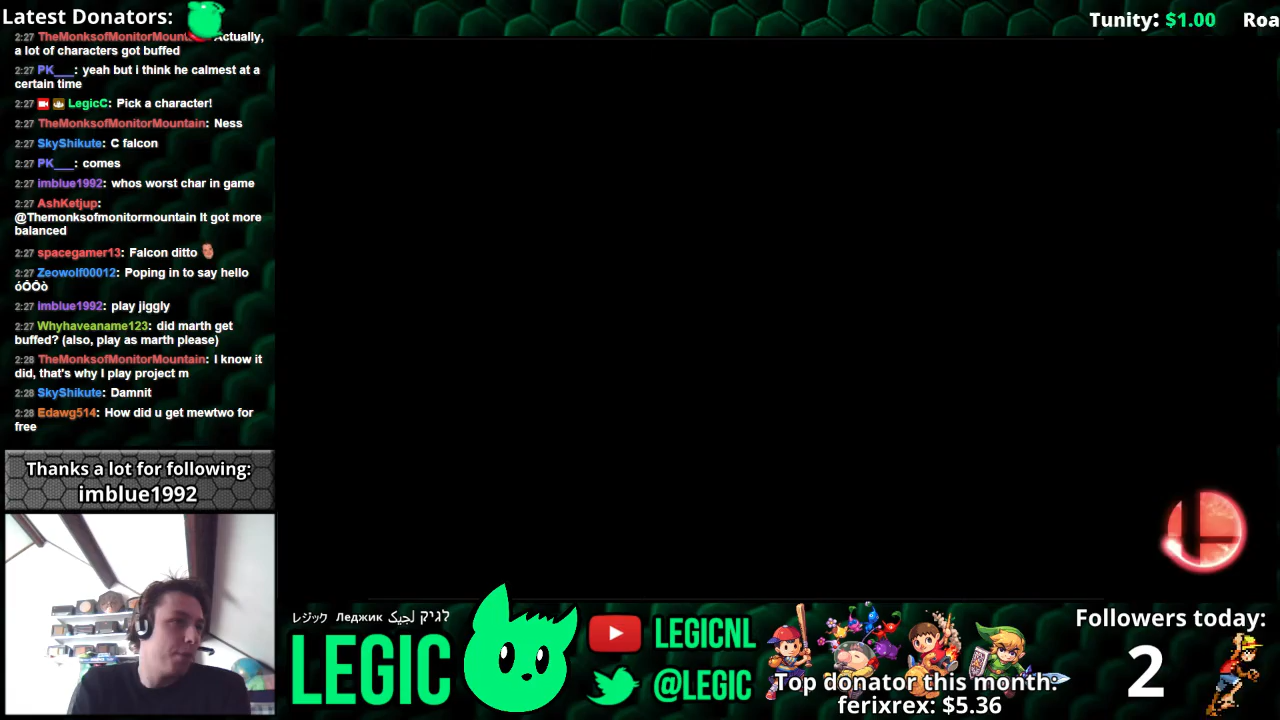 Latest Donators:
Tunity: $1.00 Roa
2:27 TheMonksofMonitorMountain: Actually,
a lot of characters got buffed
2:27 PK___: yeah but i think he calmest at a
certain time
2:27 LegicC: Pick a character!
2:27 TheMonksofMonitorMountain: Ness
2:27 SkyShikute: C falcon
2:27 PK___: comes
2:27 imblue1992: whos worst char in game
2:27 AshKetjup:
@Themonksofmonitormountain It got more
balanced
2:27 spacegamer13: Falcon ditto
2:27 Zeowolf00012: Poping in to say hello
óÔÔò
2:27 imblue1992: play jiggly
2:27 Whyhaveaname123: did marth get
buffed? (also, play as marth please)
2:28 TheMonksofMonitorMountain: I know it
did, that's why I play project m
2:28 SkyShikute: Damnit
2:28 Edawg514: How did u get mewtwo for
free
Thanks a lot for following:
imblue1992
レジック Леджик لجيك לגיק
LEGIC
LEGICNL
@LEGIC
Top donator this month:
ferixrex: $5.36
Followers today:
2